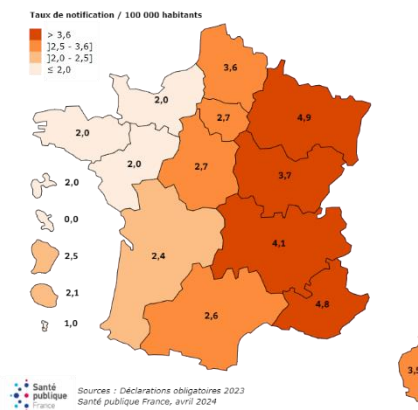 Taux de notification / 100 000 habitants
> 3,6
]2,5 - 3,6]
]2,0 - 2,5]
≤ 2,0
3,6
2,0
2,7
4,9
2,0
2,0
2,7
3,7
2,0
0,0
2,4
4,1
2,5
2,1
2,6
4,8
1,0
Santé
publique
France
Sources : Déclarations obligatoires 2023
Santé publique France, avril 2024